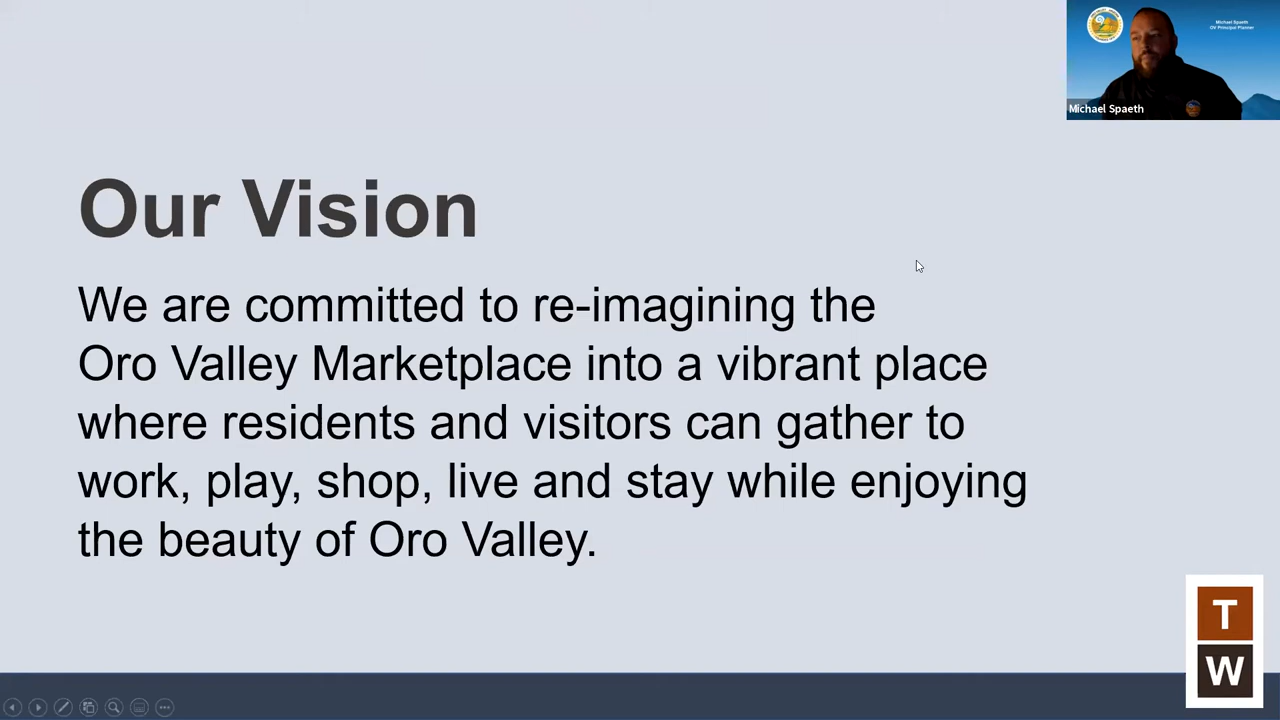 Michael Spaeth
OV Principal Planner
Michael Spaeth
Our Vision
We are committed to re-imagining the
Oro Valley Marketplace into a vibrant place
where residents and visitors can gather to
work, play, shop, live and stay while enjoying
the beauty of Oro Valley.
T
W